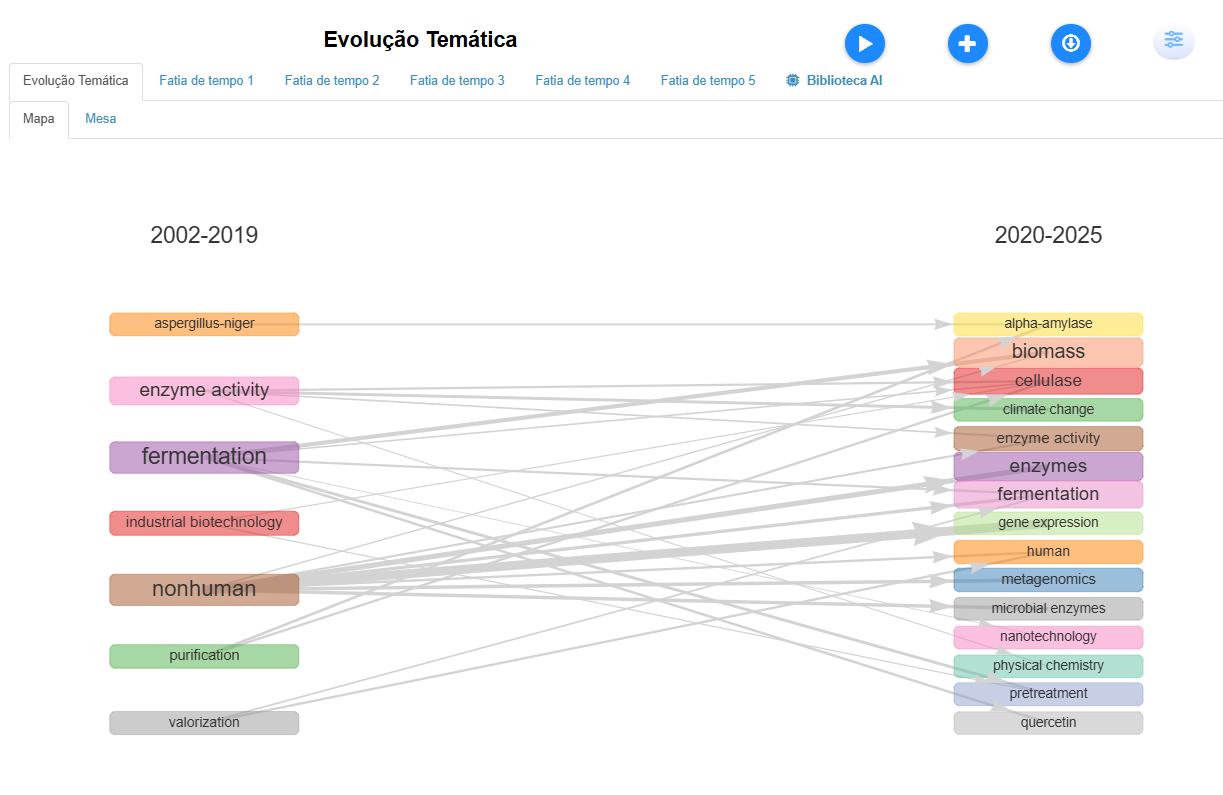 Evolução Temática
Evolução Temática
Fatia de tempo 1
Fatia de tempo 2
Fatia de tempo 3
Fatia de tempo 4
Fatia de tempo 5
Biblioteca AI
Mapa
Mesa
2002-2019
2020-2025
aspergillus-niger
enzyme activity
fermentation
industrial biotechnology
nonhuman
purification
valorization
alpha-amylase
biomass
cellulase
climate change
enzyme activity
enzymes
fermentation
gene expression
human
metagenomics
microbial enzymes
nanotechnology
physical chemistry
pretreatment
quercetin